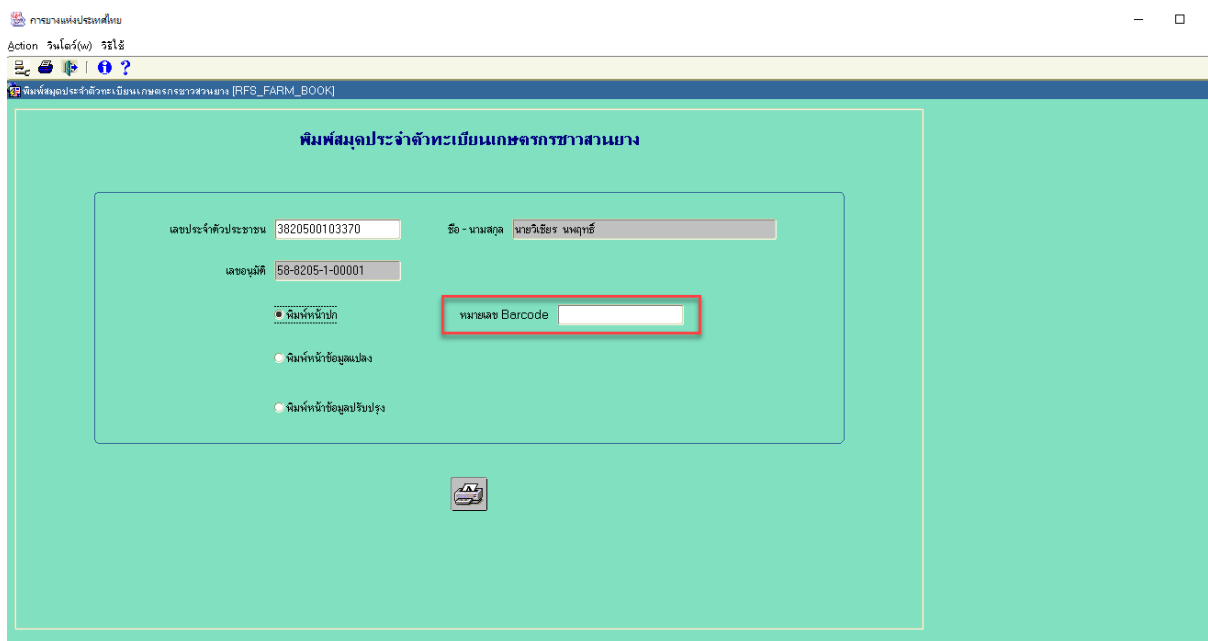 การยางแห่งประเทศไทย
Action วินโดว์(w) วิธีใช้
พิมพ์สมุดประจำตัวทะเบียนเกษตรกรชาวสวนยาง [RFS_FARM_BOOK]
พิมพ์สมุดประจำตัวทะเบียนเกษตรกรชาวสวนยาง
เลขประจำตัวประชาชน 3820500103370 ชื่อ - นามสกุล นายวิเชียร นพฤทธิ์
เลขอนุมัติ 58-8205-1-00001
พิมพ์หน้าปก หมายเลข Barcode
พิมพ์หน้าข้อมูลแปลง
พิมพ์หน้าข้อมูลปรับปรุง